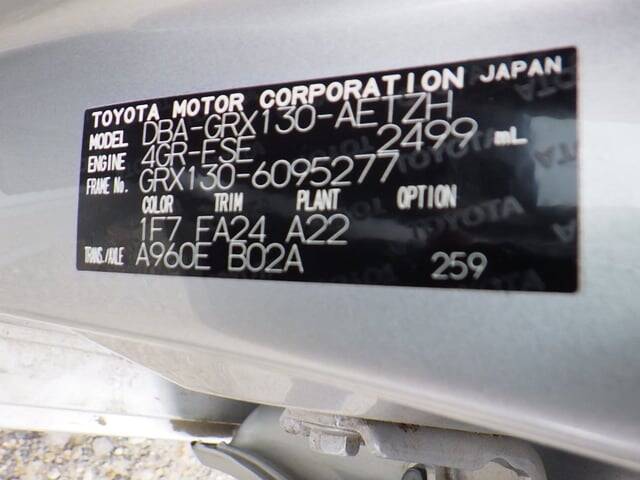 TOYOTA MOTOR CORPORATION JAPAN
MODEL DBA-GRX130-AETZH
ENGINE 4GR-FSE 2499 mL
FRAME No. GRX130-6095277
COLOR TRIM PLANT OPTION
1F7 FA24 A22
TRANS./AXLE A960E B02A 259